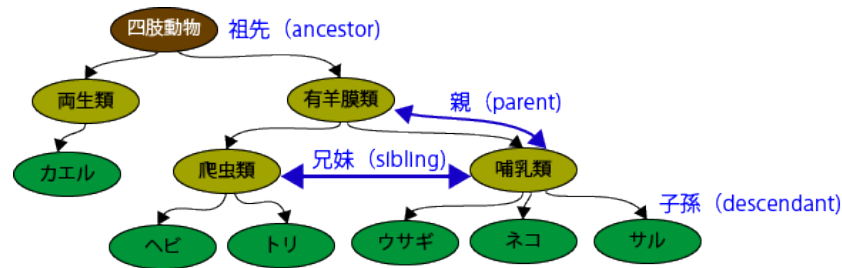 四肢動物 祖先（ancestor)
両生類 有羊膜類 親（parent)
カエル 爬虫類 兄妹（sibling) 哺乳類
子孫（descendant)
ヘビ トリ ウサギ ネコ サル